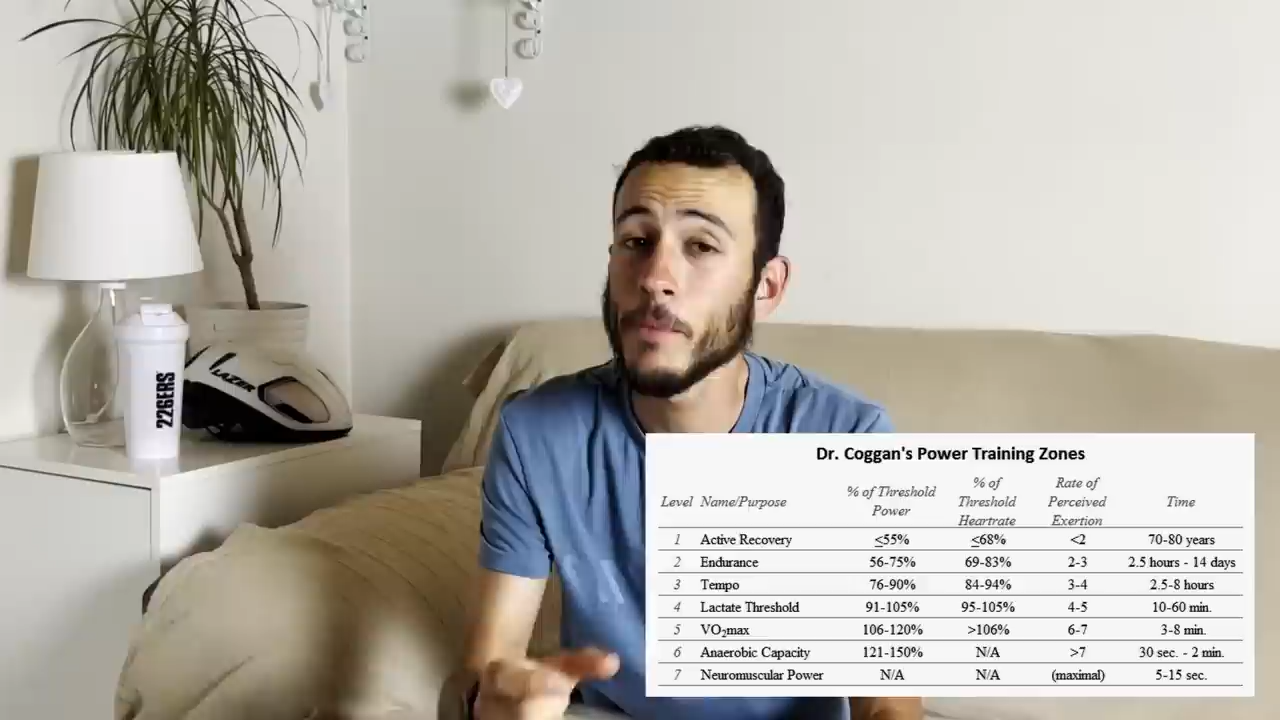 LAZER
226ERS
Dr. Coggan's Power Training Zones
Level Name/Purpose % of Threshold Power % of Threshold Heartrate Rate of Perceived Exertion Time
1 Active Recovery ≤55% ≤68% <2 70-80 years
2 Endurance 56-75% 69-83% 2-3 2.5 hours - 14 days
3 Tempo 76-90% 84-94% 3-4 2.5-8 hours
4 Lactate Threshold 91-105% 95-105% 4-5 10-60 min.
5 VO₂max 106-120% >106% 6-7 3-8 min.
6 Anaerobic Capacity 121-150% N/A >7 30 sec. - 2 min.
7 Neuromuscular Power N/A N/A (maximal) 5-15 sec.